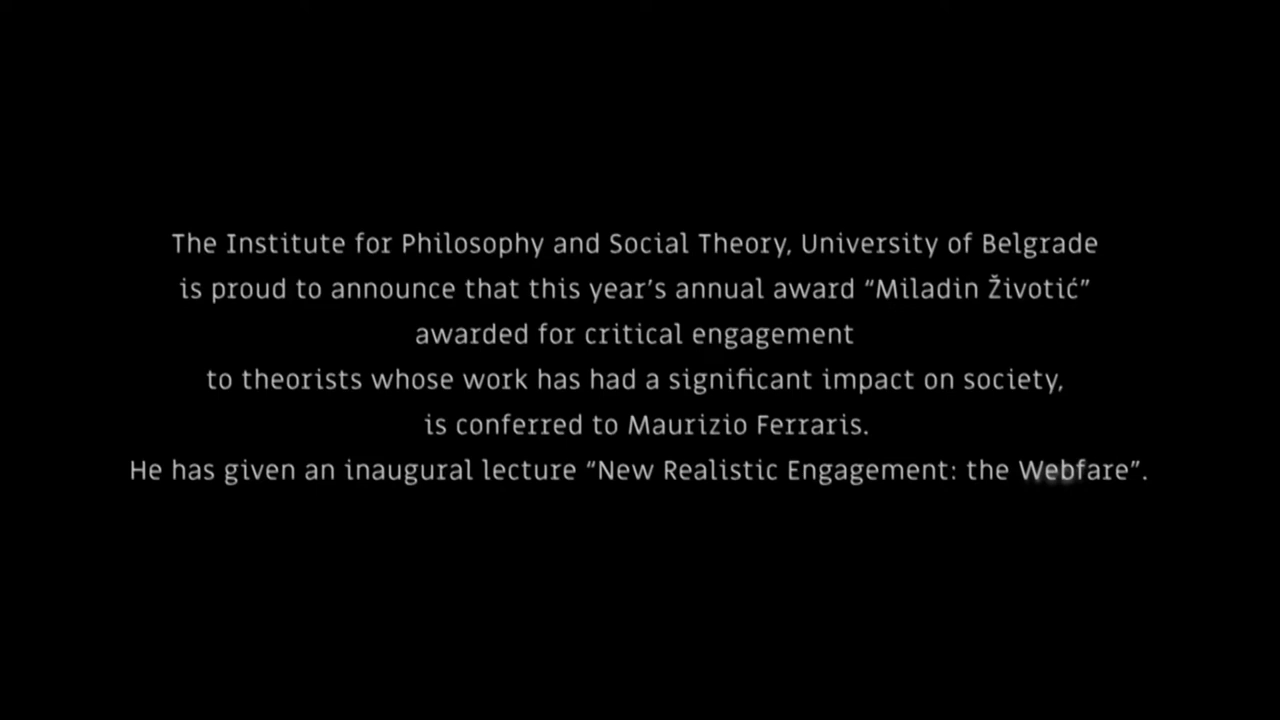 The Institute for Philosophy and Social Theory, University of Belgrade
is proud to announce that this year’s annual award “Miladin Životić”
awarded for critical engagement
to theorists whose work has had a significant impact on society,
is conferred to Maurizio Ferraris.
He has given an inaugural lecture “New Realistic Engagement: the Webfare”.